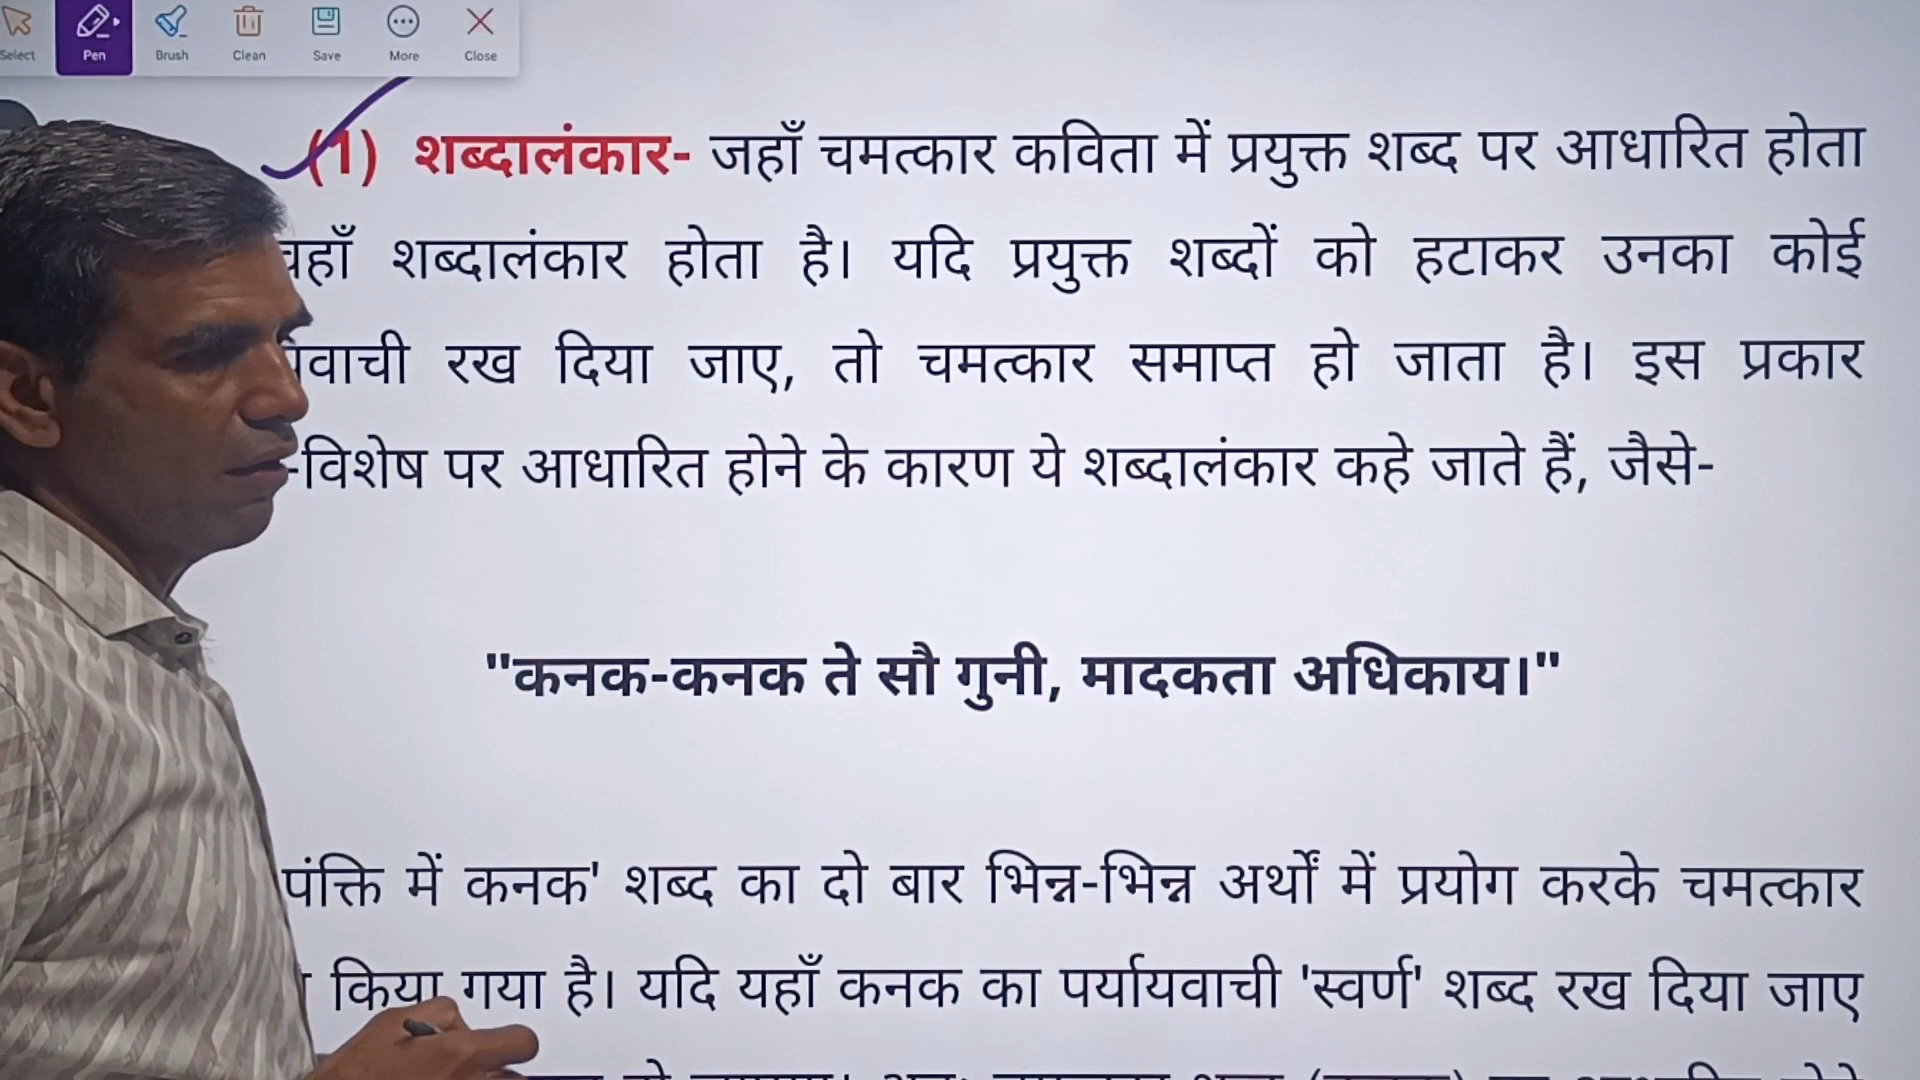 Select Pen Brush Clean Save More Close
(1) शब्दालंकार- जहाँ चमत्कार कविता में प्रयुक्त शब्द पर आधारित होता
वहाँ शब्दालंकार होता है। यदि प्रयुक्त शब्दों को हटाकर उनका कोई
रख दिया जाए, तो चमत्कार समाप्त हो जाता है। इस प्रकार
-विशेष पर आधारित होने के कारण ये शब्दालंकार कहे जाते हैं, जैसे-
"कनक-कनक ते सौ गुनी, मादकता अधिकाय।"
पंक्ति में कनक' शब्द का दो बार भिन्न-भिन्न अर्थों में प्रयोग करके चमत्कार
किया गया है। यदि यहाँ कनक का पर्यायवाची 'स्वर्ण' शब्द रख दिया जाए